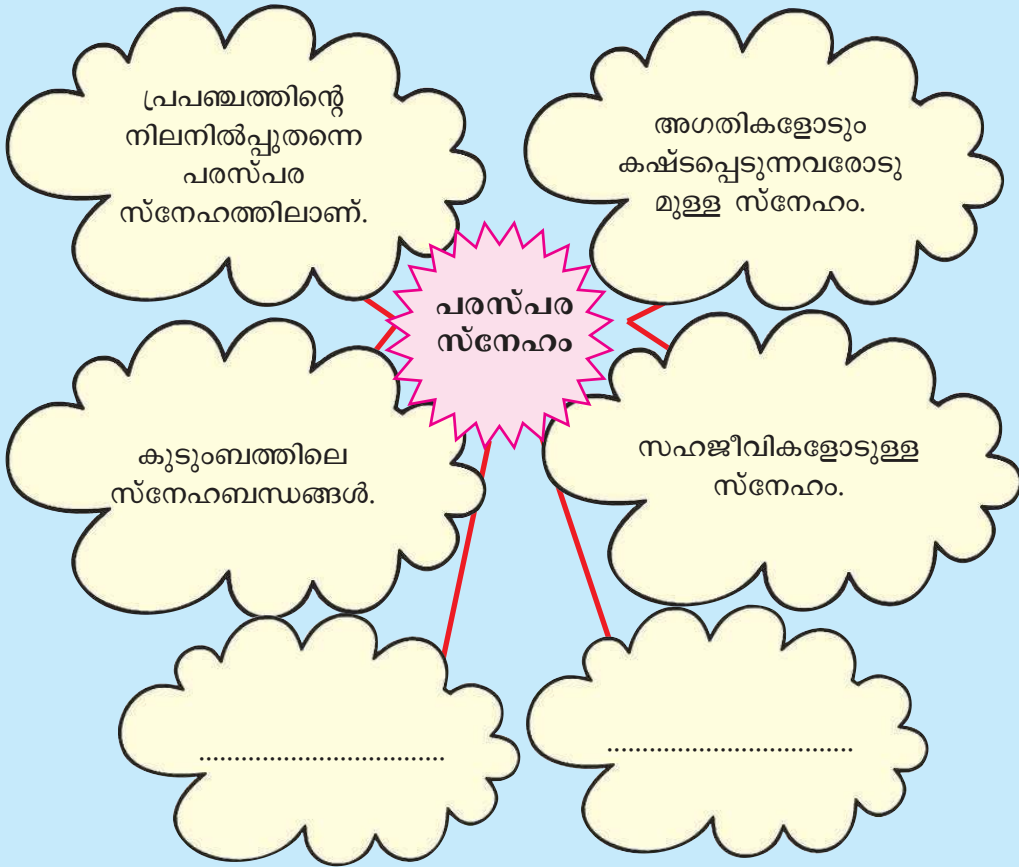 പ്രപഞ്ചത്തിന്റെ
നിലനിൽപ്പുതന്നെ
പരസ്പര
സ്നേഹത്തിലാണ്.
അഗതികളോടും
കഷ്ടപ്പെടുന്നവരോടു
മുള്ള സ്നേഹം.
പരസ്പര
സ്നേഹം
കുടുംബത്തിലെ
സ്നേഹബന്ധങ്ങൾ.
സഹജീവികളോടുള്ള
സ്നേഹം.
..................................
..................................